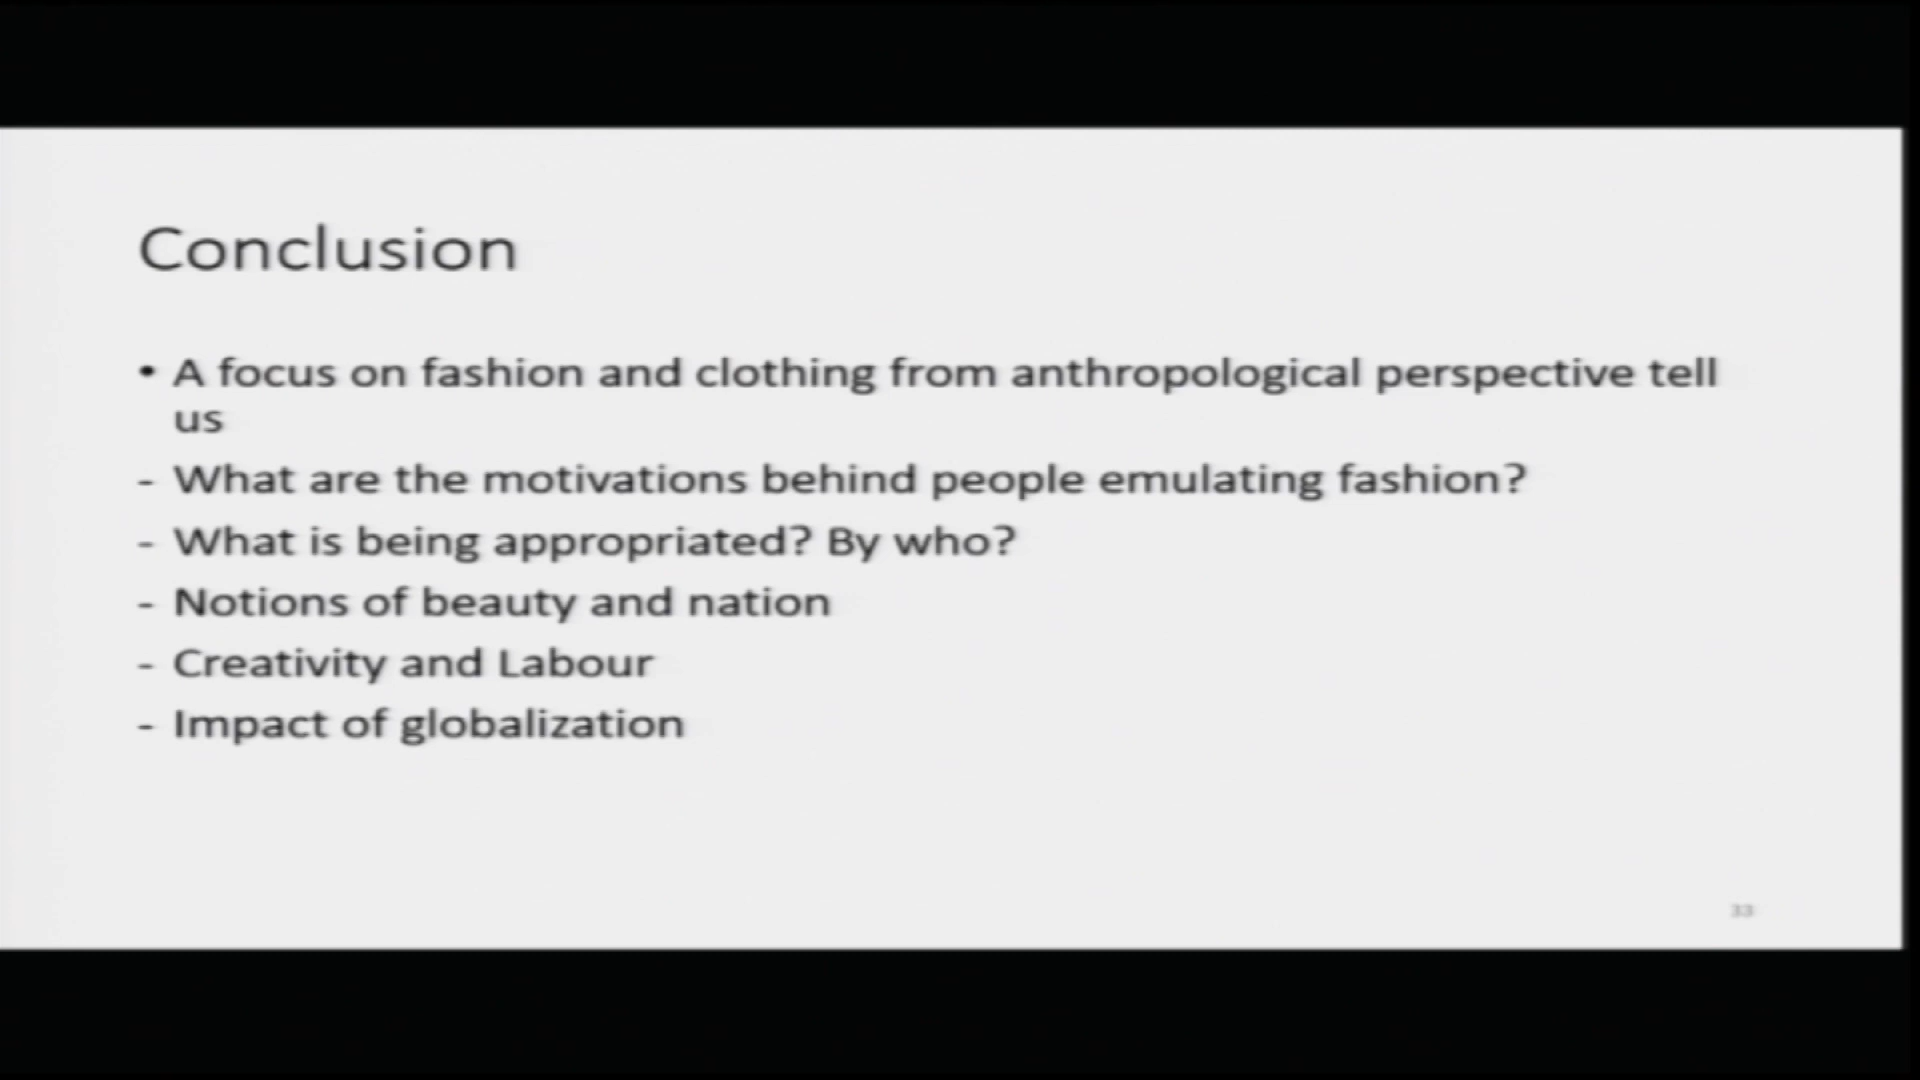 Conclusion
• A focus on fashion and clothing from anthropological perspective tell
us
- What are the motivations behind people emulating fashion?
- What is being appropriated? By who?
- Notions of beauty and nation
- Creativity and Labour
- Impact of globalization
33